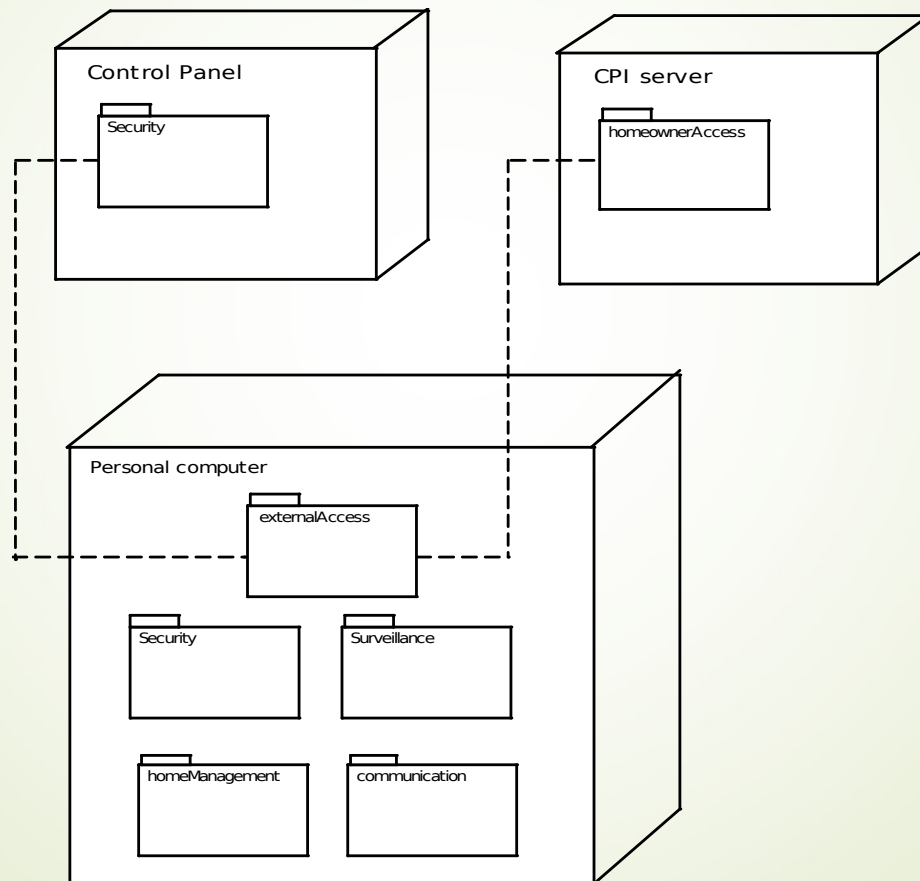 Control Panel
CPI server
Security
homeownerAccess
Personal computer
externalAccess
Security
Surveillance
homeManagement
communication